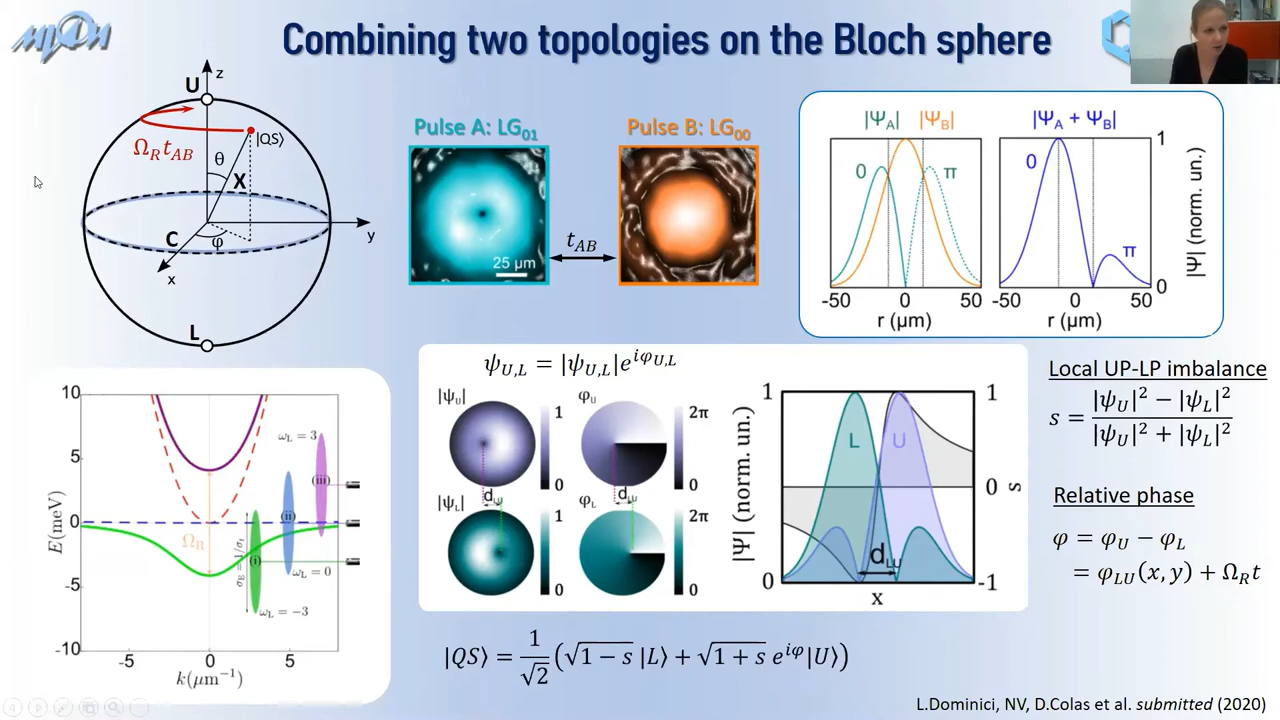 Combining two topologies on the Bloch sphere
U
z
|QS⟩
Ω_R t_AB
θ
X
y
C
φ
x
L
Pulse A: LG₀₁
25 µm
t_AB
Pulse B: LG₀₀
|Ψ_A| |Ψ_B|
0
π
-50 0 50
r (µm)
|Ψ_A + Ψ_B|
0
π
1
0
-50 0 50
r (µm)
|Ψ| (norm. un.)
10
5
0
-5
-10
E(meV)
-5 0 5
k(µm⁻¹)
Ω_R
σ_E = 1/σ_t
ω_L = 3
(iii)
(ii)
(i)
ω_L = 0
ω_L = −3
ψ_U,L = |ψ_U,L|e^{iφ_U,L}
|ψ_U|
1
0
φ_U
2π
0
d_LU
d_LU
|ψ_L|
1
0
φ_L
2π
0
|Ψ| (norm. un.)
1
0
L
U
d_LU
x
1
0
-1
s
Local UP-LP imbalance
s = (|ψ_U|² − |ψ_L|²) / (|ψ_U|² + |ψ_L|²)
Relative phase
φ = φ_U − φ_L
= φ_LU(x, y) + Ω_R t
|QS⟩ = 1/√2 (√(1 − s) |L⟩ + √(1 + s) e^{iφ}|U⟩)
L.Dominici, NV, D.Colas et al. submitted (2020)